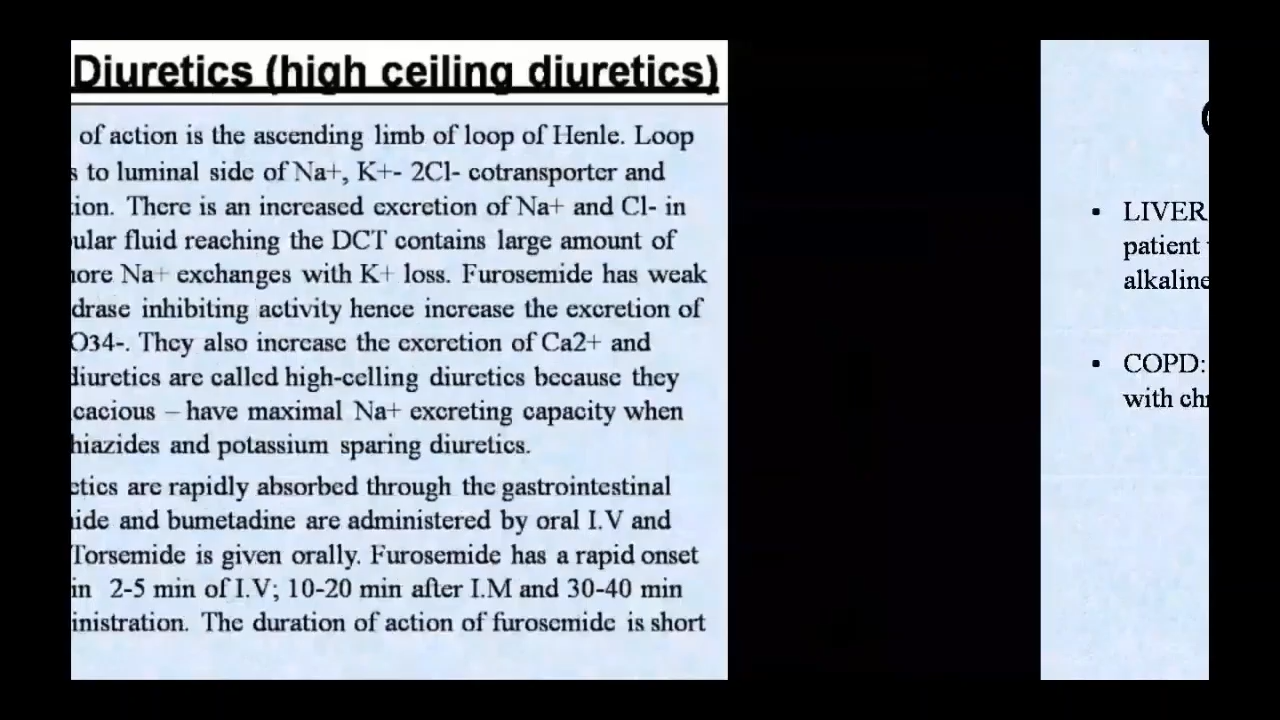 Diuretics (high ceiling diuretics)
of action is the ascending limb of loop of Henle. Loop
s to luminal side of Na+, K+- 2Cl- cotransporter and
tion. There is an increased excretion of Na+ and Cl- in
ular fluid reaching the DCT contains large amount of
nore Na+ exchanges with K+ loss. Furosemide has weak
drase inhibiting activity hence increase the excretion of
O34-. They also increase the excretion of Ca2+ and
diuretics are called high-celling diuretics because they
cacious – have maximal Na+ excreting capacity when
hiazides and potassium sparing diuretics.
etics are rapidly absorbed through the gastrointestinal
ide and bumetadine are administered by oral I.V and
Torsemide is given orally. Furosemide has a rapid onset
in 2-5 min of I.V; 10-20 min after I.M and 30-40 min
inistration. The duration of action of furosemide is short
• LIVER
patient
alkaline
• COPD:
with chr